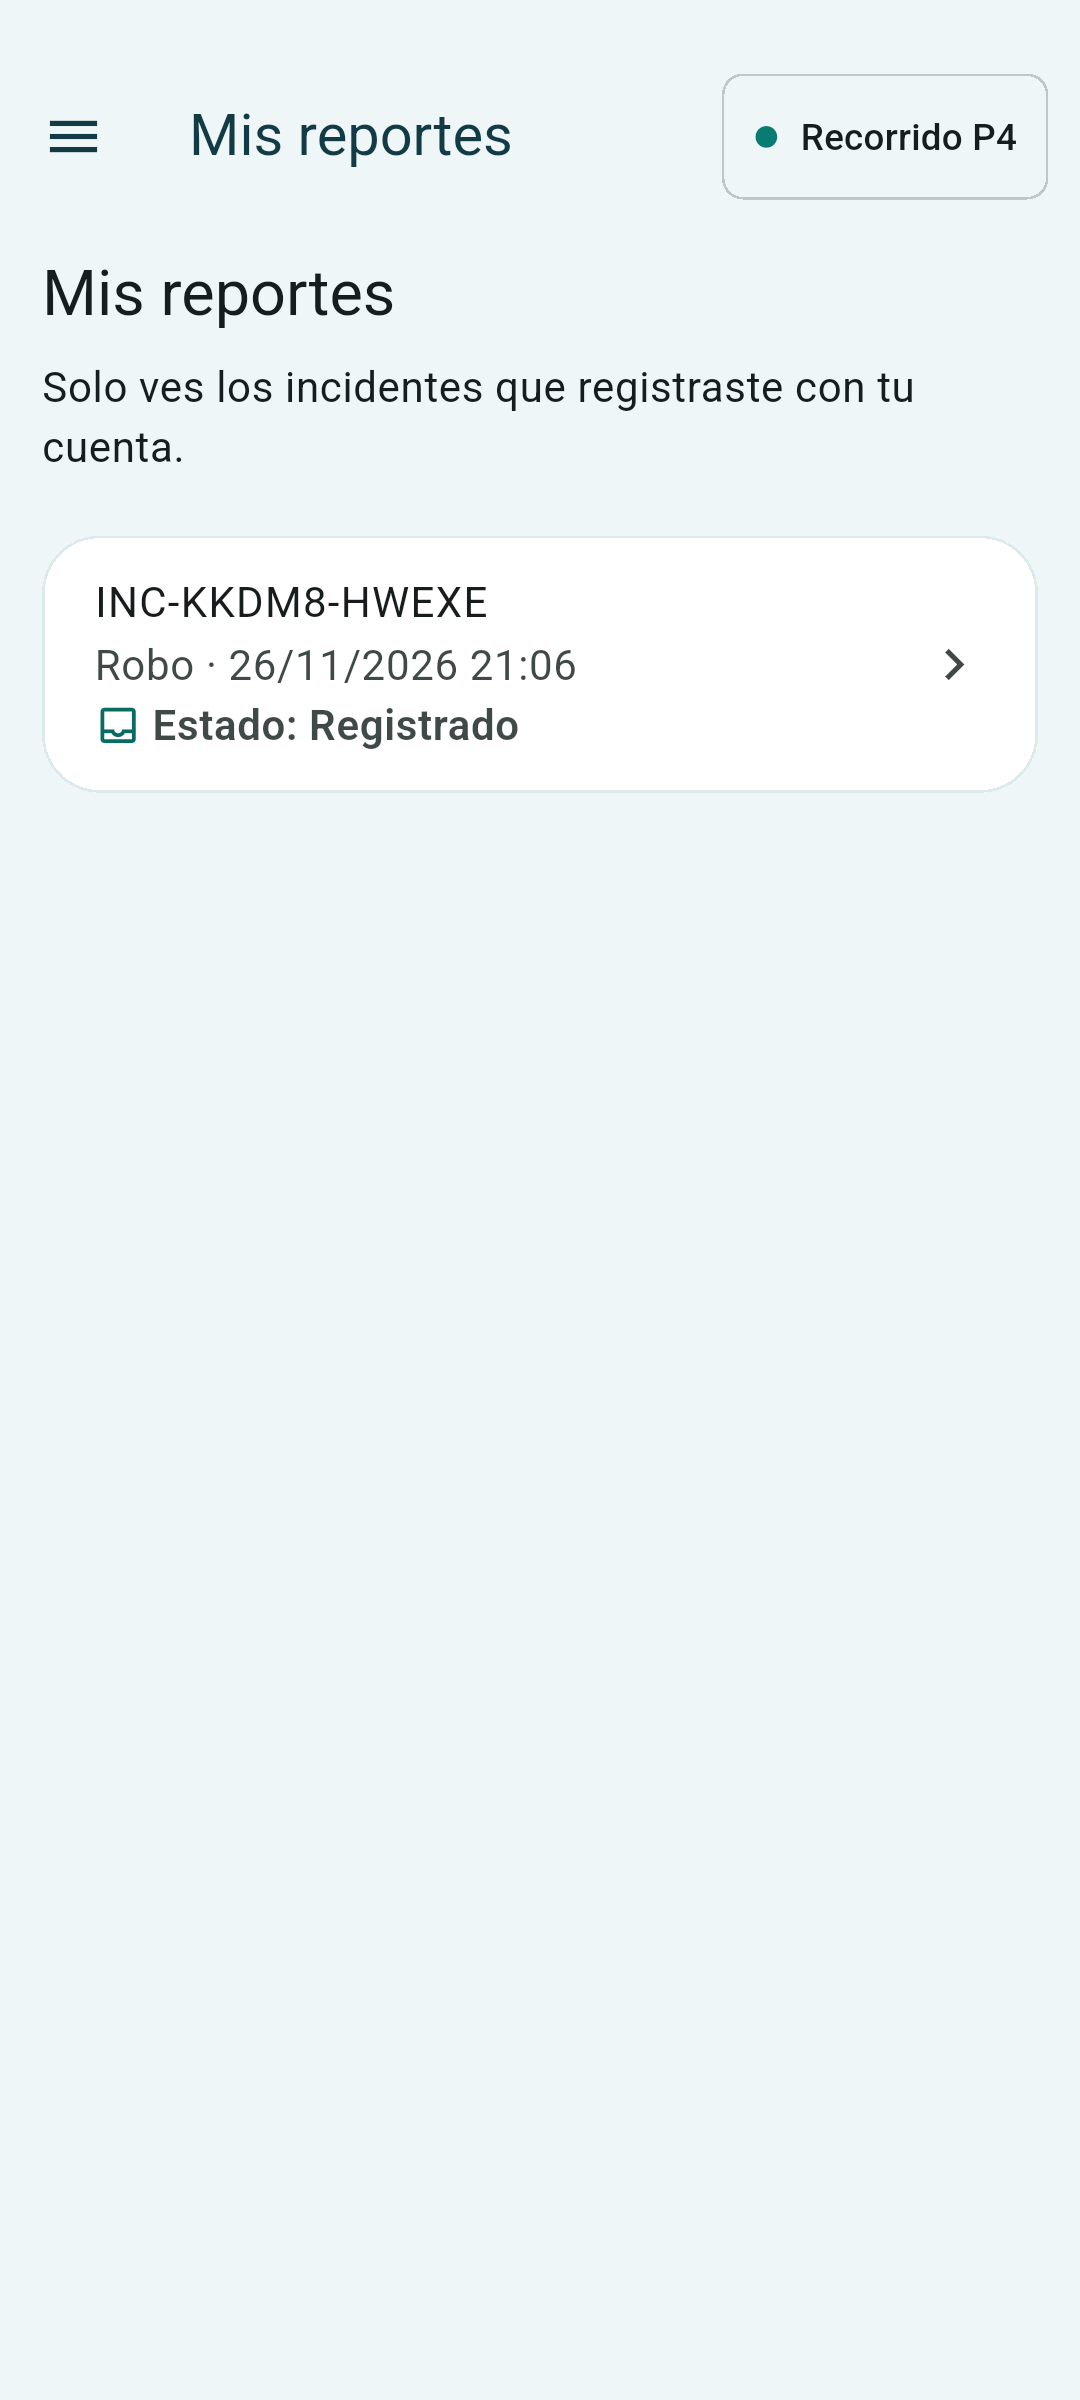 Mis reportes
Recorrido P4
Mis reportes
Solo ves los incidentes que registraste con tu
cuenta.
INC-KKDM8-HWEXE
Robo · 26/11/2026 21:06
Estado: Registrado